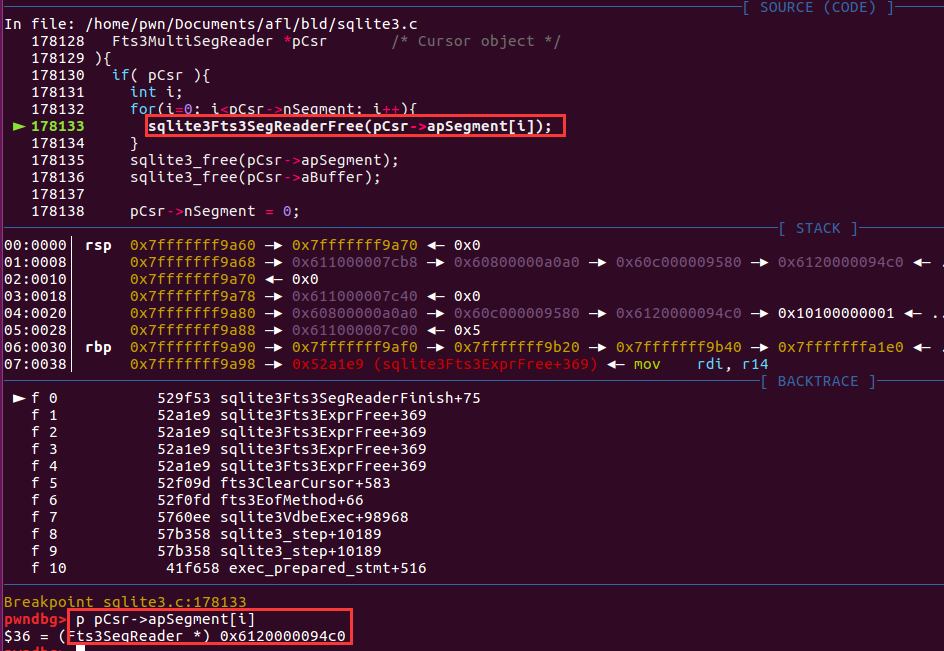 [ SOURCE (CODE) ]
In file: /home/pwn/Documents/afl/bld/sqlite3.c
178128   Fts3MultiSegReader *pCsr       /* Cursor object */
178129 ){
178130   if( pCsr ){
178131     int i;
178132     for(i=0; i<pCsr->nSegment; i++){
► 178133       sqlite3Fts3SegReaderFree(pCsr->apSegment[i]);
178134     }
178135     sqlite3_free(pCsr->apSegment);
178136     sqlite3_free(pCsr->aBuffer);
178137
178138     pCsr->nSegment = 0;
[ STACK ]
00:0000│ rsp  0x7fffffff9a60 —► 0x7fffffff9a70 ◄— 0x0
01:0008│      0x7fffffff9a68 —► 0x611000007cb8 —► 0x60800000a0a0 —► 0x60c000009580 —► 0x6120000094c0 ◄— .
02:0010│      0x7fffffff9a70 ◄— 0x0
03:0018│      0x7fffffff9a78 —► 0x611000007c40 ◄— 0x0
04:0020│      0x7fffffff9a80 —► 0x60800000a0a0 —► 0x60c000009580 —► 0x6120000094c0 —► 0x10100000001 ◄— ..
05:0028│      0x7fffffff9a88 —► 0x611000007c00 ◄— 0x5
06:0030│ rbp  0x7fffffff9a90 —► 0x7fffffff9af0 —► 0x7fffffff9b20 —► 0x7fffffff9b40 —► 0x7fffffffa1e0 ◄— .
07:0038│      0x7fffffff9a98 —► 0x52a1e9 (sqlite3Fts3ExprFree+369) ◄— mov    rdi, r14
[ BACKTRACE ]
► f 0           529f53 sqlite3Fts3SegReaderFinish+75
f 1           52a1e9 sqlite3Fts3ExprFree+369
f 2           52a1e9 sqlite3Fts3ExprFree+369
f 3           52a1e9 sqlite3Fts3ExprFree+369
f 4           52a1e9 sqlite3Fts3ExprFree+369
f 5           52f09d fts3ClearCursor+583
f 6           52f0fd fts3EofMethod+66
f 7           5760ee sqlite3VdbeExec+98968
f 8           57b358 sqlite3_step+10189
f 9           57b358 sqlite3_step+10189
f 10           41f658 exec_prepared_stmt+516
Breakpoint sqlite3.c:178133
pwndbg> p pCsr->apSegment[i]
$36 = (Fts3SegReader *) 0x6120000094c0
pwndbg>